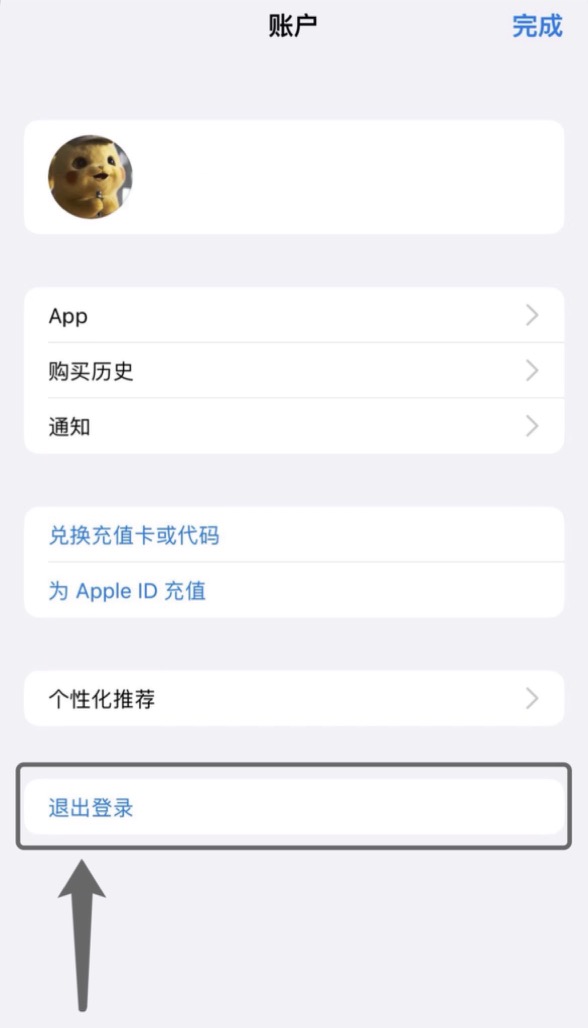 账户
完成
App
购买历史
通知
兑换充值卡或代码
为 Apple ID 充值
个性化推荐
退出登录